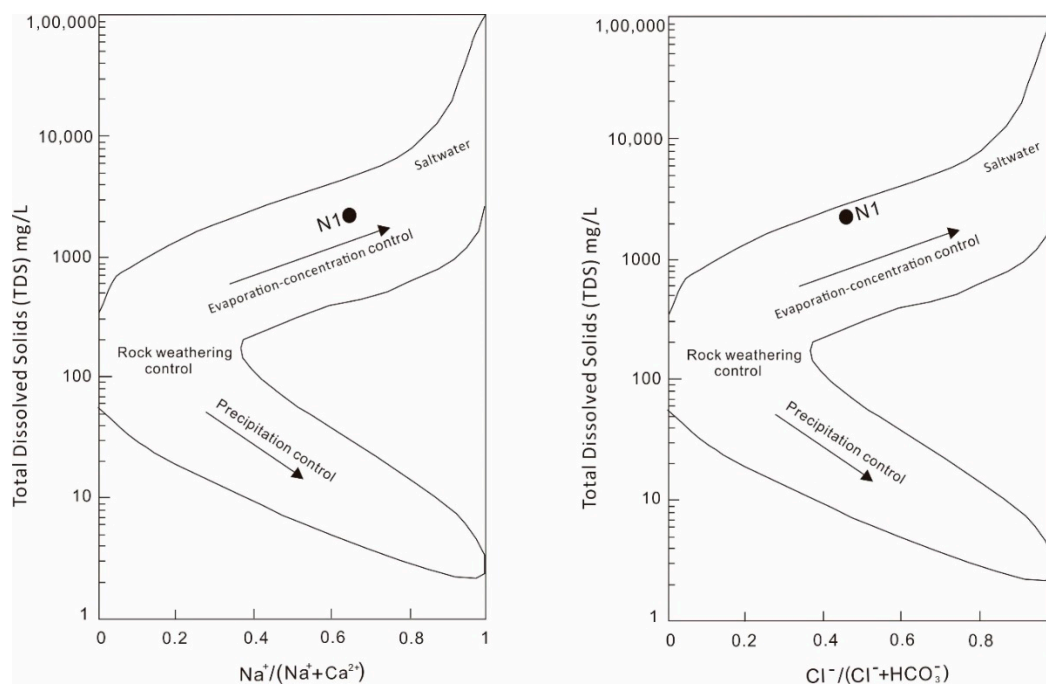 1,00,000
10,000
1000
100
10
1
Total Dissolved Solids (TDS) mg/L
Saltwater
N1
Evaporation-concentration control
Rock weathering
control
Precipitation control
0
0.2
0.4
0.6
0.8
1
Na⁺/(Na⁺+Ca²⁺)
1,00,000
10,000
1000
100
10
1
Total Dissolved Solids (TDS) mg/L
Saltwater
N1
Evaporation-concentration control
Rock weathering
control
Precipitation control
0
0.2
0.4
0.6
0.8
Cl⁻/(Cl⁻+HCO₃⁻)